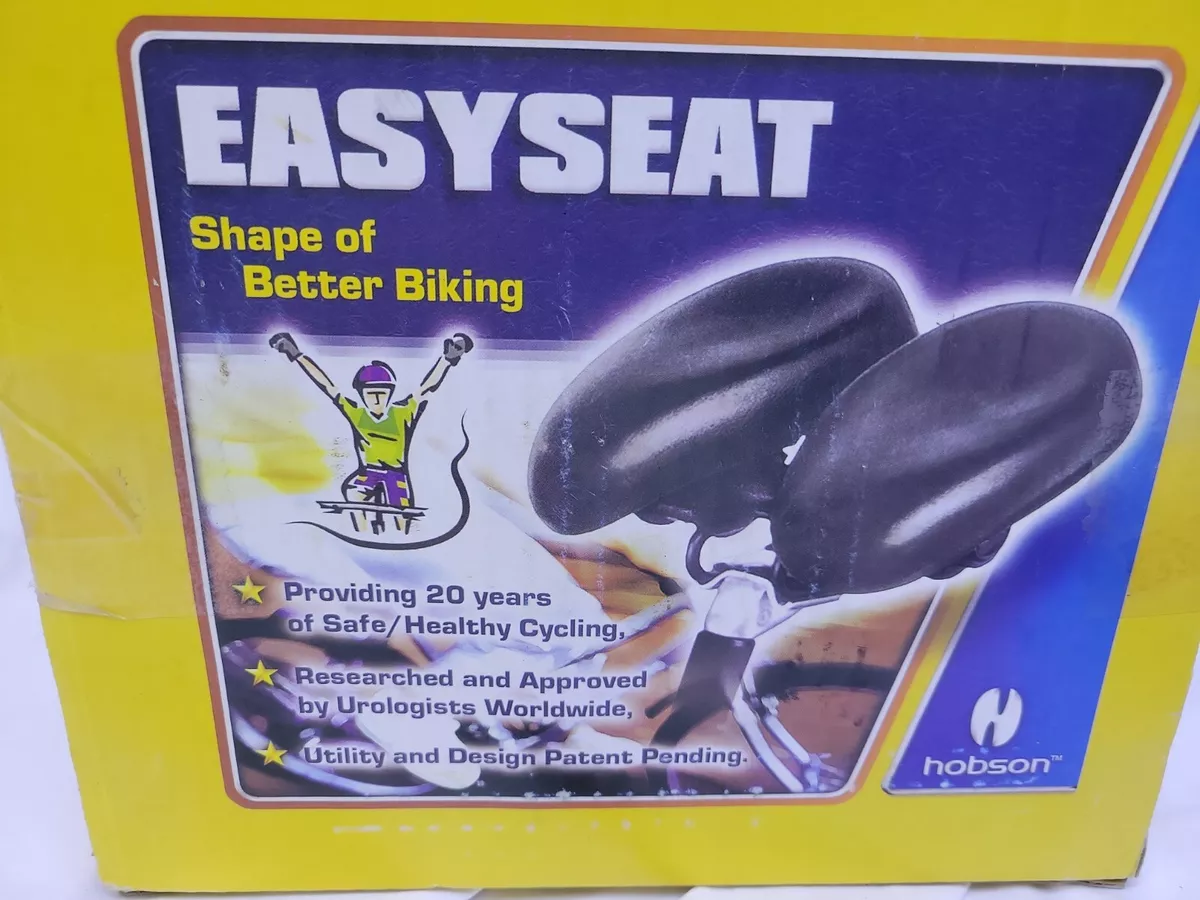 EASYSEAT
Shape of
Better Biking
Providing 20 years
of Safe/Healthy Cycling,
Researched and Approved
by Urologists Worldwide,
Utility and Design Patent Pending.
hobson™